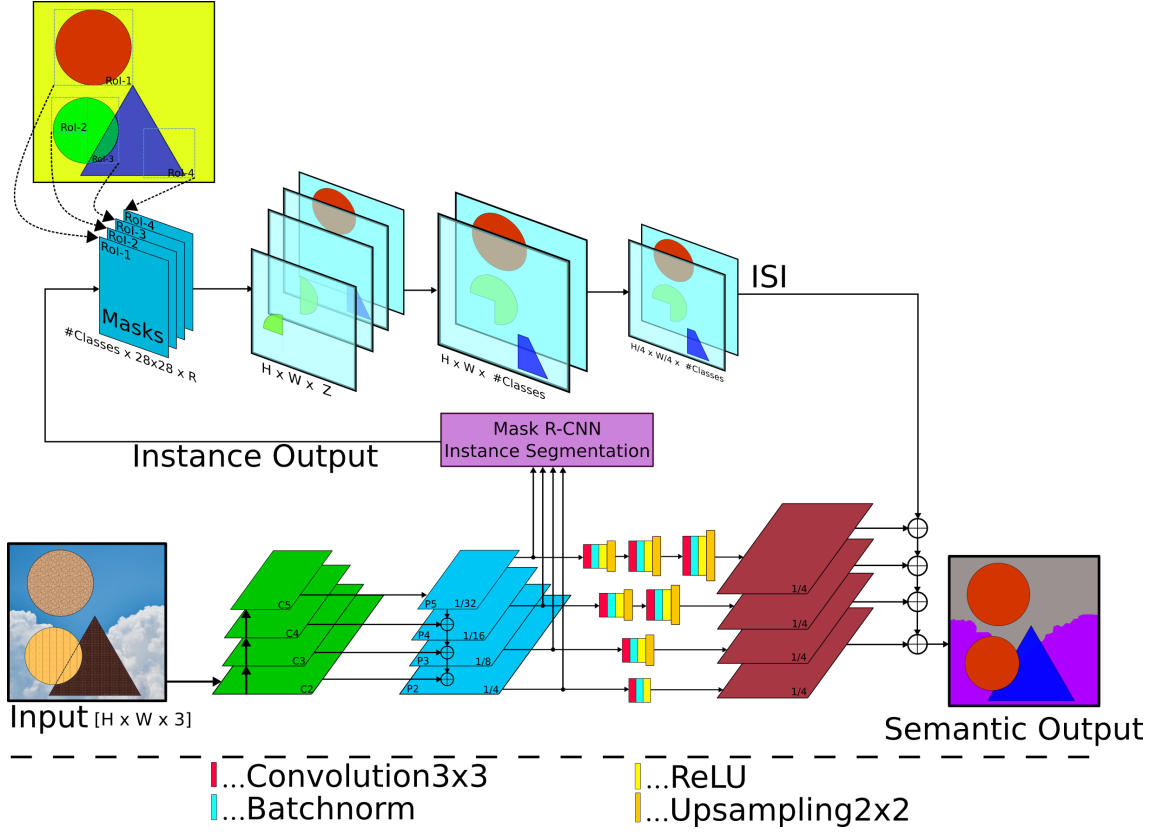 RoI-1
RoI-2
RoI-3
RoI-4
RoI-4
RoI-3
RoI-2
RoI-1
Masks
#Classes x 28x28 x R
H x W x Z
H x W x #Classes
H/4 x W/4 x #Classes
ISI
Mask R-CNN
Instance Segmentation
Instance Output
C5
C4
C3
C2
P5 1/32
P4 1/16
P3 1/8
P2 1/4
1/4
1/4
1/4
1/4
Input [H x W x 3]
Semantic Output
...Convolution3x3
...ReLU
...Batchnorm
...Upsampling2x2